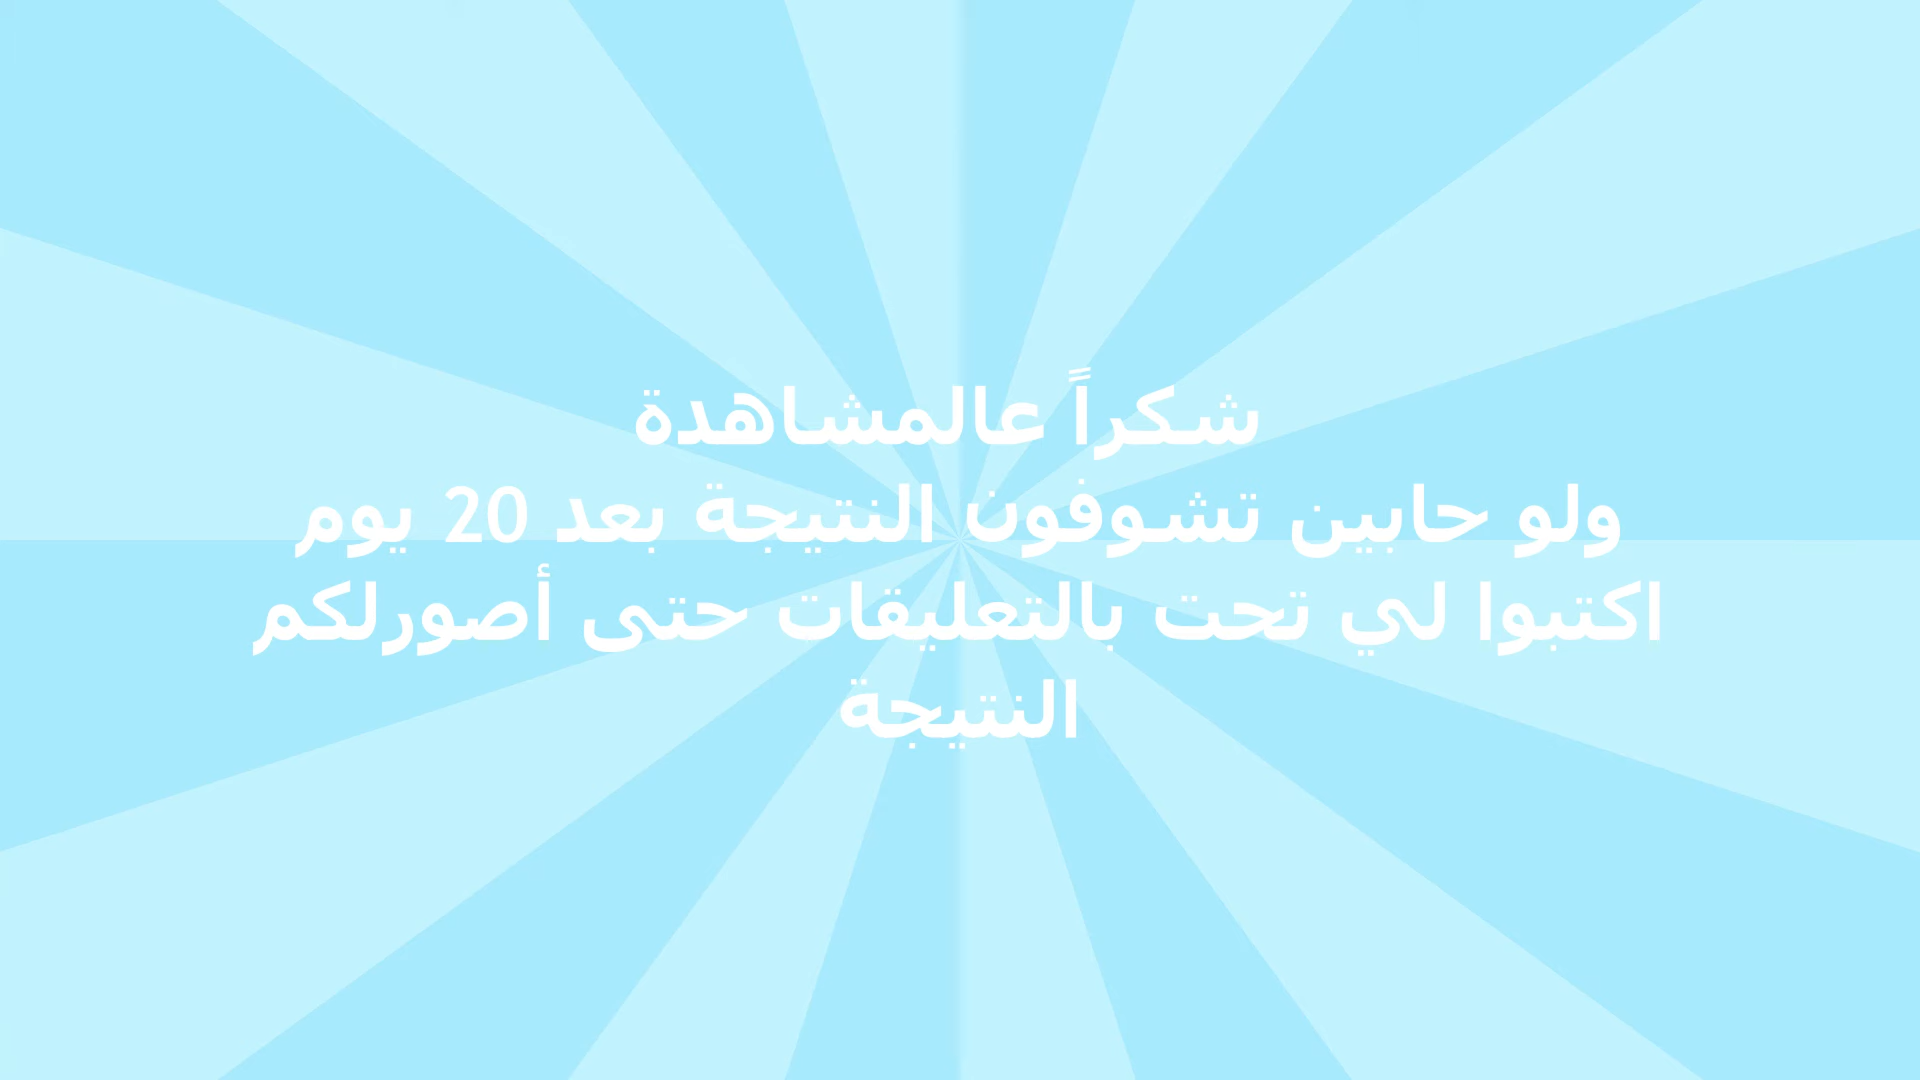 شكراً عالمشاهدة
ولو حابين تشوفون النتيجة بعد 20 يوم
اكتبوا لي تحت بالتعليقات حتى أصورلكم
النتيجة